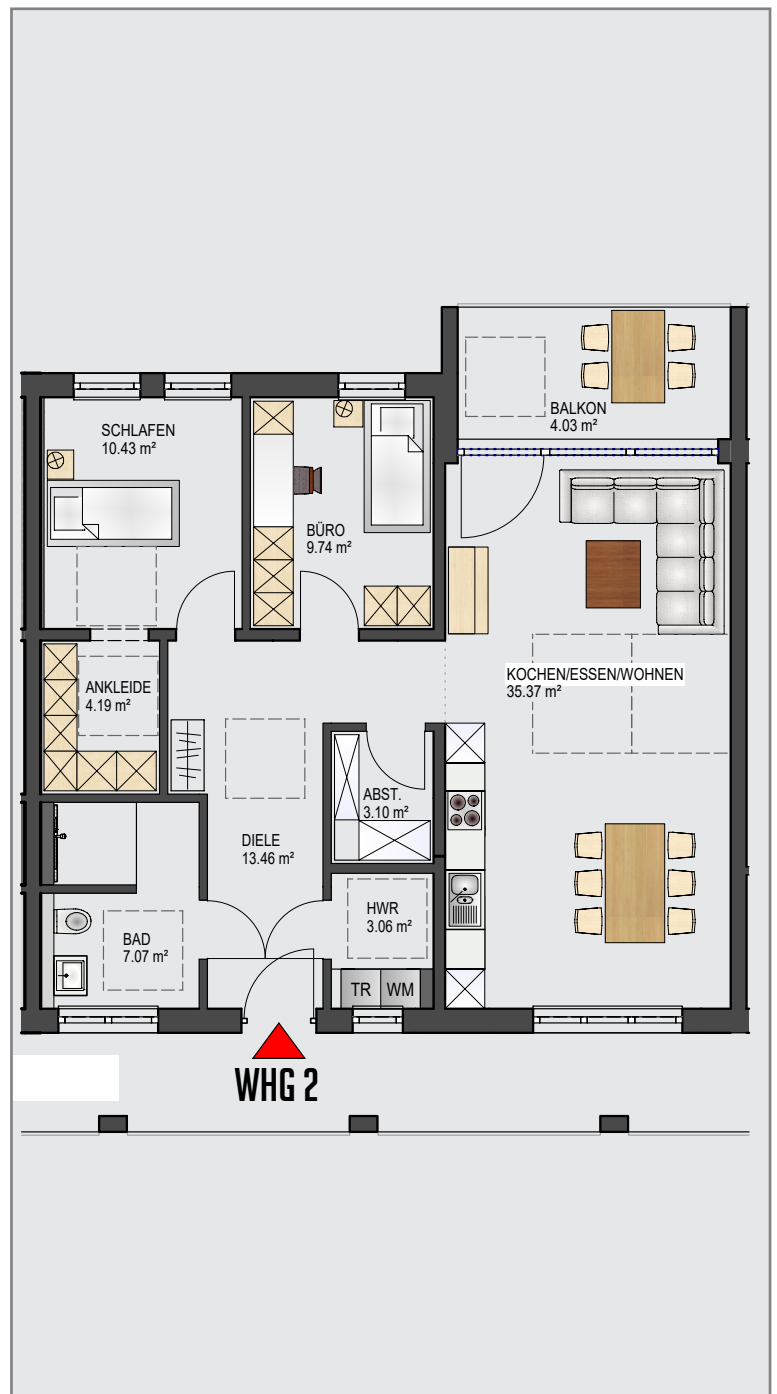 BALKON
4.03 m²
SCHLAFEN
10.43 m²
BÜRO
9.74 m²
KOCHEN/ESSEN/WOHNEN
35.37 m²
ANKLEIDE
4.19 m²
ABST.
3.10 m²
DIELE
13.46 m²
HWR
3.06 m²
BAD
7.07 m²
TR
WM
WHG 2